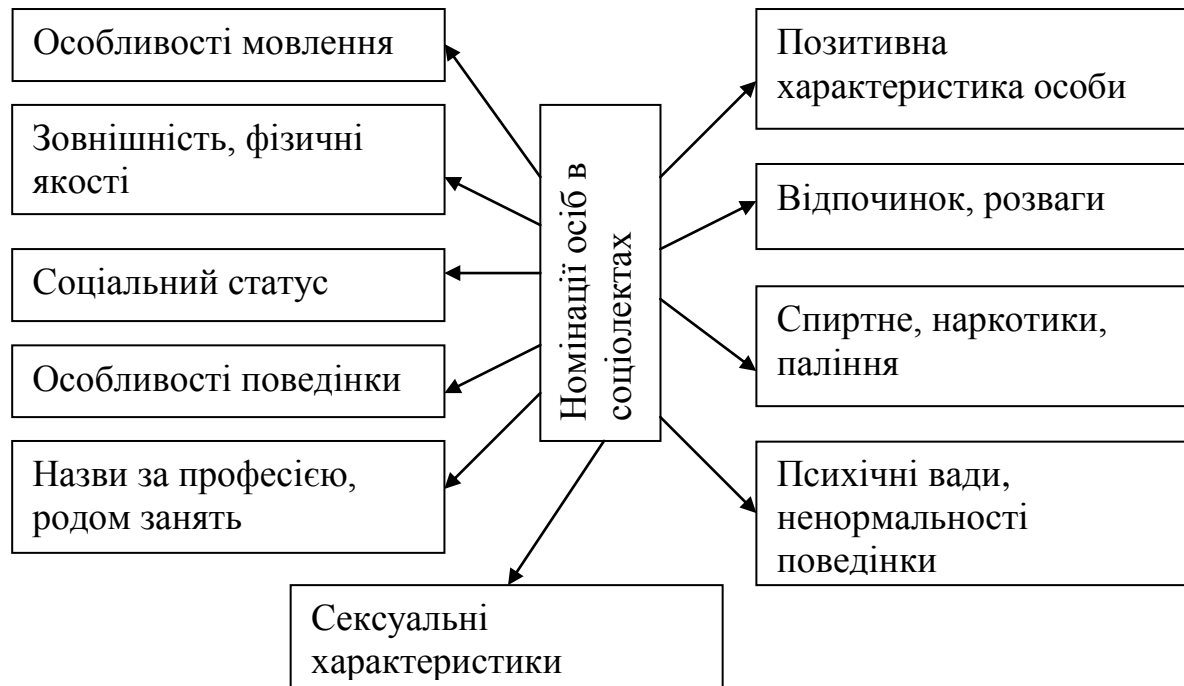 Особливості мовлення
Зовнішність, фізичні
якості
Соціальний статус
Особливості поведінки
Назви за професією,
родом занять
Номінації осіб в
соціолектах
Позитивна
характеристика особи
Відпочинок, розваги
Спиртне, наркотики,
паління
Психічні вади,
ненормальності
поведінки
Сексуальні
характеристики